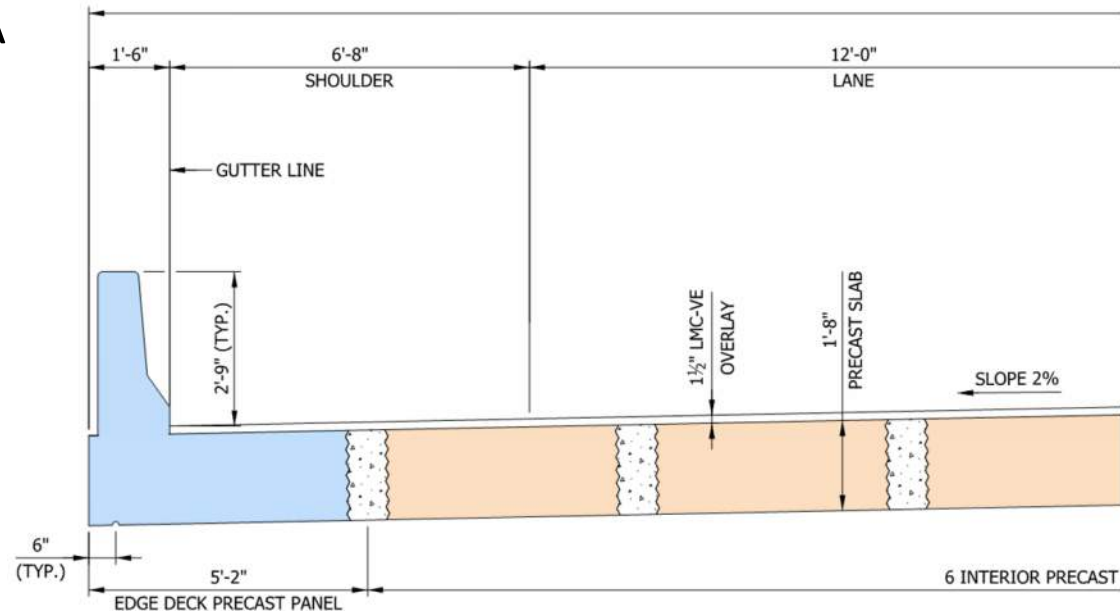 A
1'-6"
6'-8"
12'-0"
SHOULDER
LANE
GUTTER LINE
2'-9" (TYP.)
1½" LMC-VE
OVERLAY
1'-8"
PRECAST SLAB
SLOPE 2%
6"
(TYP.)
5'-2"
6 INTERIOR PRECAST
EDGE DECK PRECAST PANEL